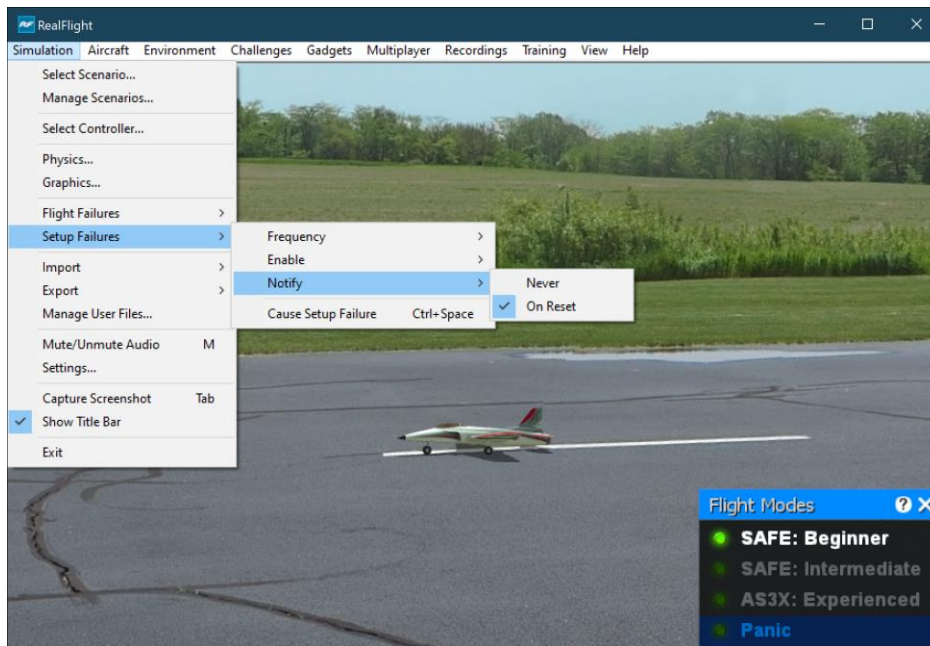 RealFlight
Simulation Aircraft Environment Challenges Gadgets Multiplayer Recordings Training View Help
Select Scenario...
Manage Scenarios...
Select Controller...
Physics...
Graphics...
Flight Failures
Setup Failures
Import
Export
Manage User Files...
Mute/Unmute Audio M
Settings...
Capture Screenshot Tab
Show Title Bar
Exit
Frequency
Enable
Notify
Cause Setup Failure Ctrl+Space
Never
On Reset
Flight Modes
SAFE: Beginner
SAFE: Intermediate
AS3X: Experienced
Panic